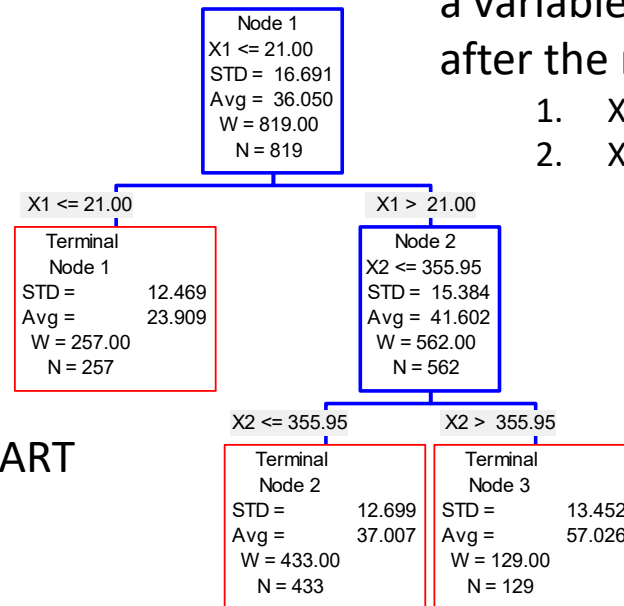 a variable
after the
1. X
2. X
Node 1
X1 <= 21.00
STD = 16.691
Avg = 36.050
W = 819.00
N = 819
X1 <= 21.00
X1 > 21.00
Terminal
Node 1
STD = 12.469
Avg = 23.909
W = 257.00
N = 257
Node 2
X2 <= 355.95
STD = 15.384
Avg = 41.602
W = 562.00
N = 562
X2 <= 355.95
X2 > 355.95
ART
Terminal
Node 2
STD = 12.699
Avg = 37.007
W = 433.00
N = 433
Terminal
Node 3
STD = 13.452
Avg = 57.026
W = 129.00
N = 129